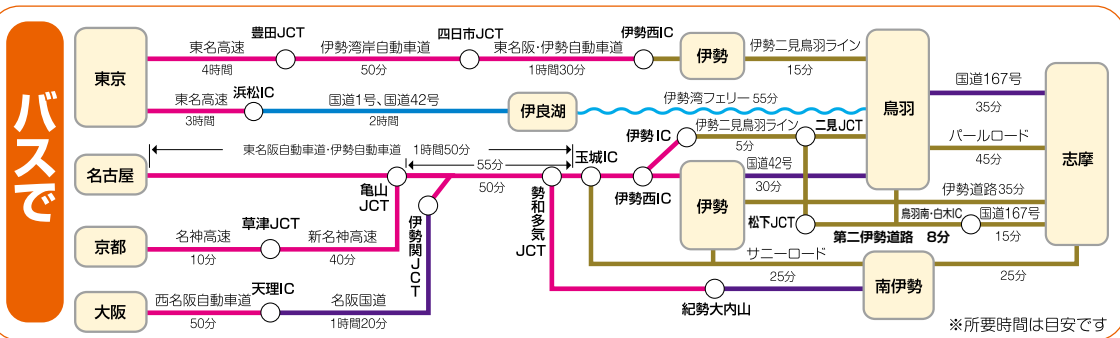 バスで
東京
東名高速
4時間
豊田JCT
伊勢湾岸自動車道
50分
四日市JCT
東名阪・伊勢自動車道
1時間30分
伊勢西IC
伊勢
伊勢二見鳥羽ライン
15分
鳥羽
国道167号
35分
志摩
東名高速
3時間
浜松IC
国道1号、国道42号
2時間
伊良湖
伊勢湾フェリー 55分
パールロード
45分
名古屋
東名阪自動車道・伊勢自動車道 1時間50分
55分
50分
亀山
JCT
伊勢関JCT
勢和多気JCT
玉城IC
伊勢西IC
伊勢IC
伊勢二見鳥羽ライン
5分
二見JCT
伊勢
国道42号
30分
伊勢道路35分
松下JCT
第二伊勢道路 8分
鳥羽南・白木IC
国道167号
15分
京都
名神高速
10分
草津JCT
新名神高速
40分
サニーロード
25分
南伊勢
25分
大阪
西名阪自動車道
50分
天理IC
名阪国道
1時間20分
紀勢大内山
※所要時間は目安です